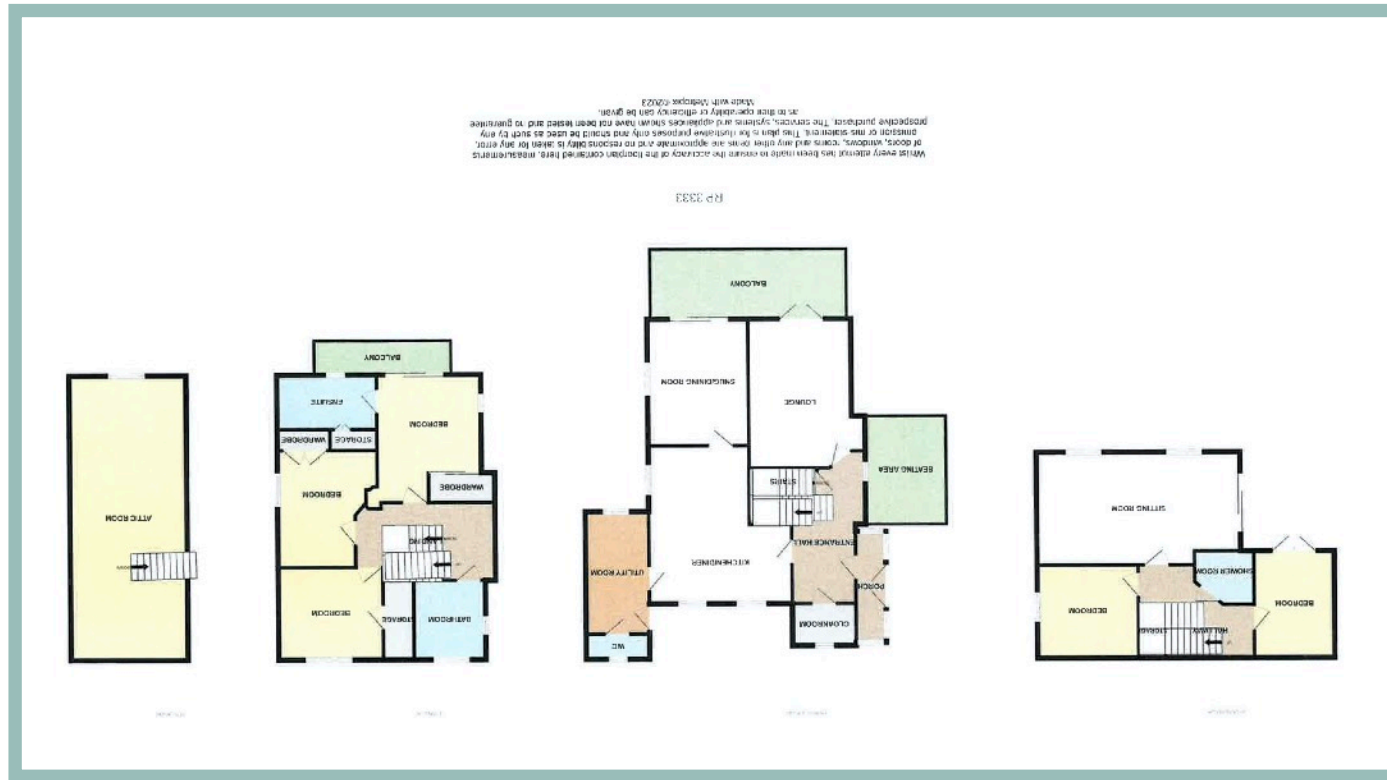 BEDROOM
HALLWAY
STORAGE
BEDROOM
SHOWER ROOM
SITTING ROOM
CLOAKROOM
WC
PORCH
ENTRANCE HALL
KITCHEN/DINER
UTILITY ROOM
STAIRS
SEATING AREA
LOUNGE
SNUG/DINING ROOM
BALCONY
BATHROOM
STORAGE
BEDROOM
LANDING
WARDROBE
BEDROOM
BEDROOM
STORAGE
WARDROBE
ENSUITE
BALCONY
ATTIC ROOM
RP 3333
Whilst every attempt has been made to ensure the accuracy of the floorplan contained here, measurements
of doors, windows, rooms and any other items are approximate and no responsibility is taken for any error,
omission or mis-statement. This plan is for illustrative purposes only and should be used as such by any
prospective purchaser. The services, systems and appliances shown have not been tested and no guarantee
as to their operability or efficiency can be given.
Made with Metropix ©2023